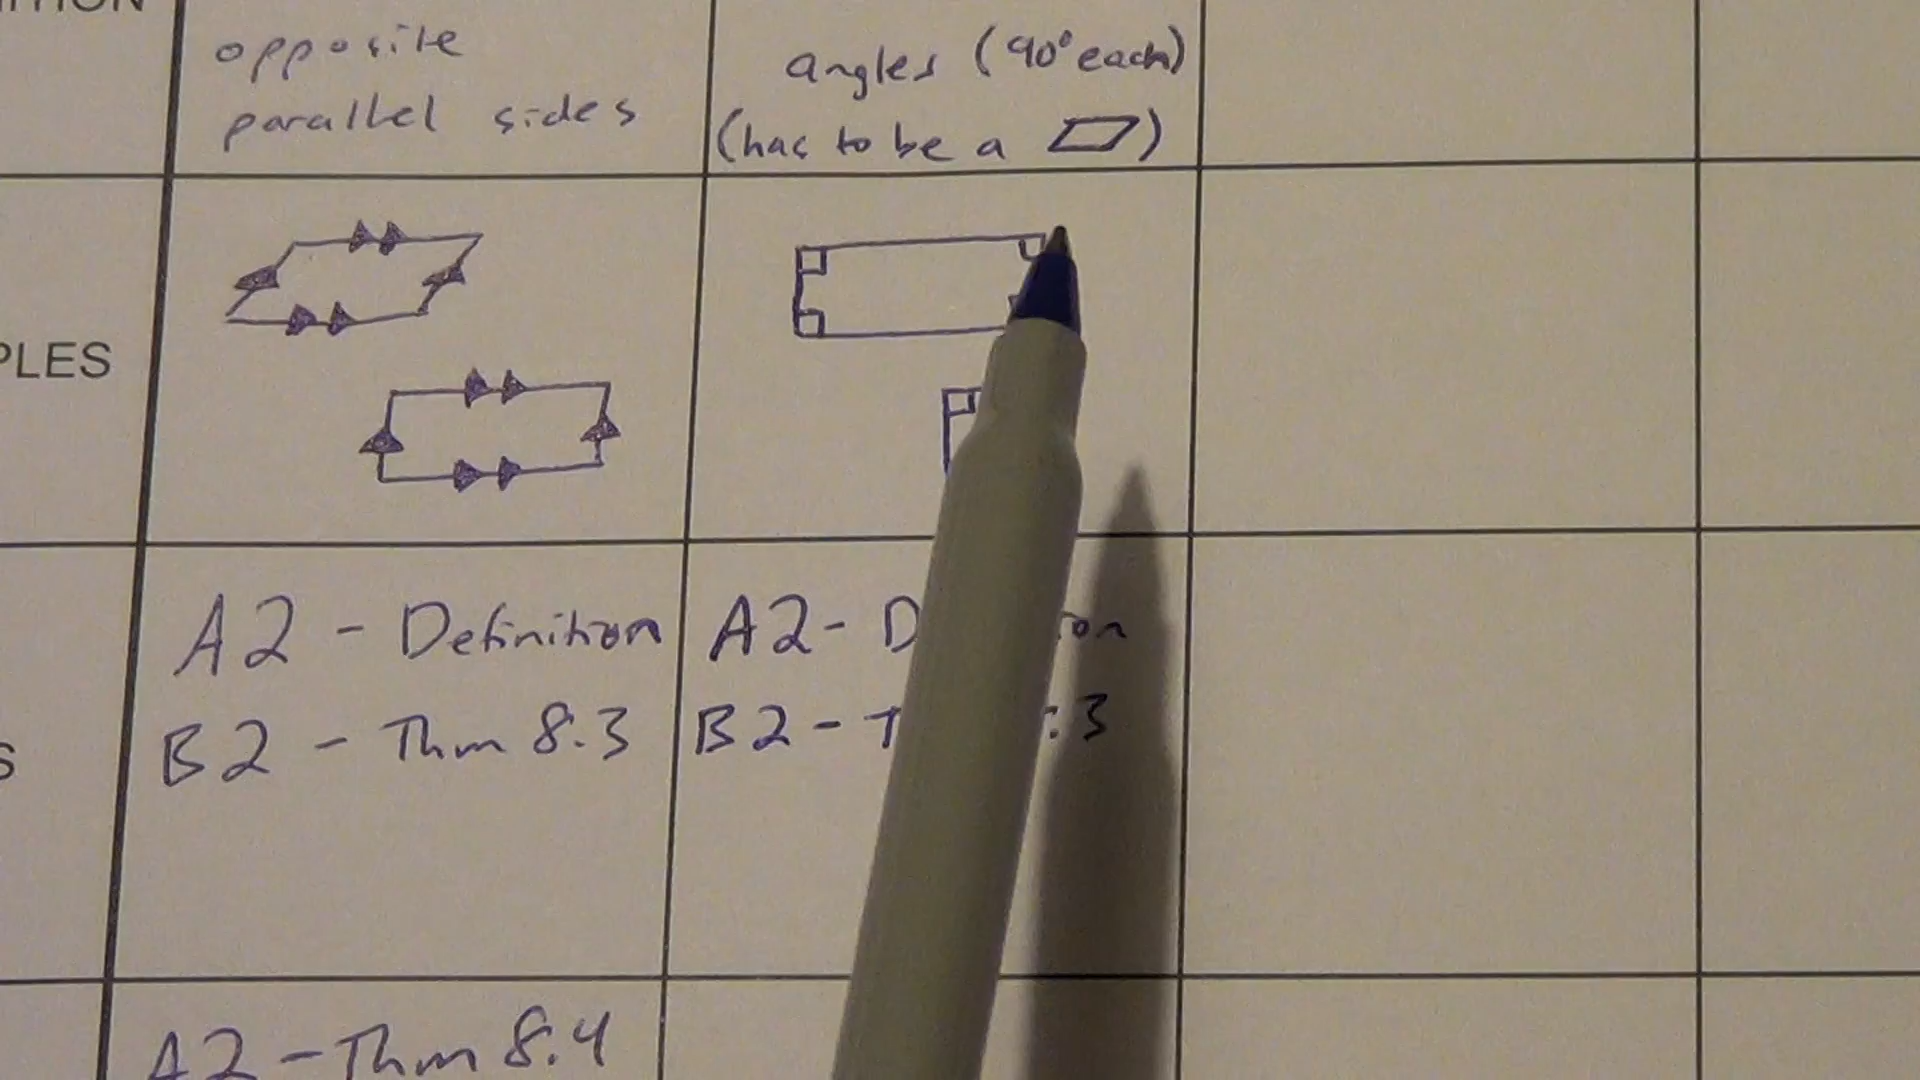 opposite
parallel sides
angles (90° each)
(has to be a ▱)
A2 - Definition
B2 - Thm 8.3
A2 -
B2 -
A2 - Thm 8.4